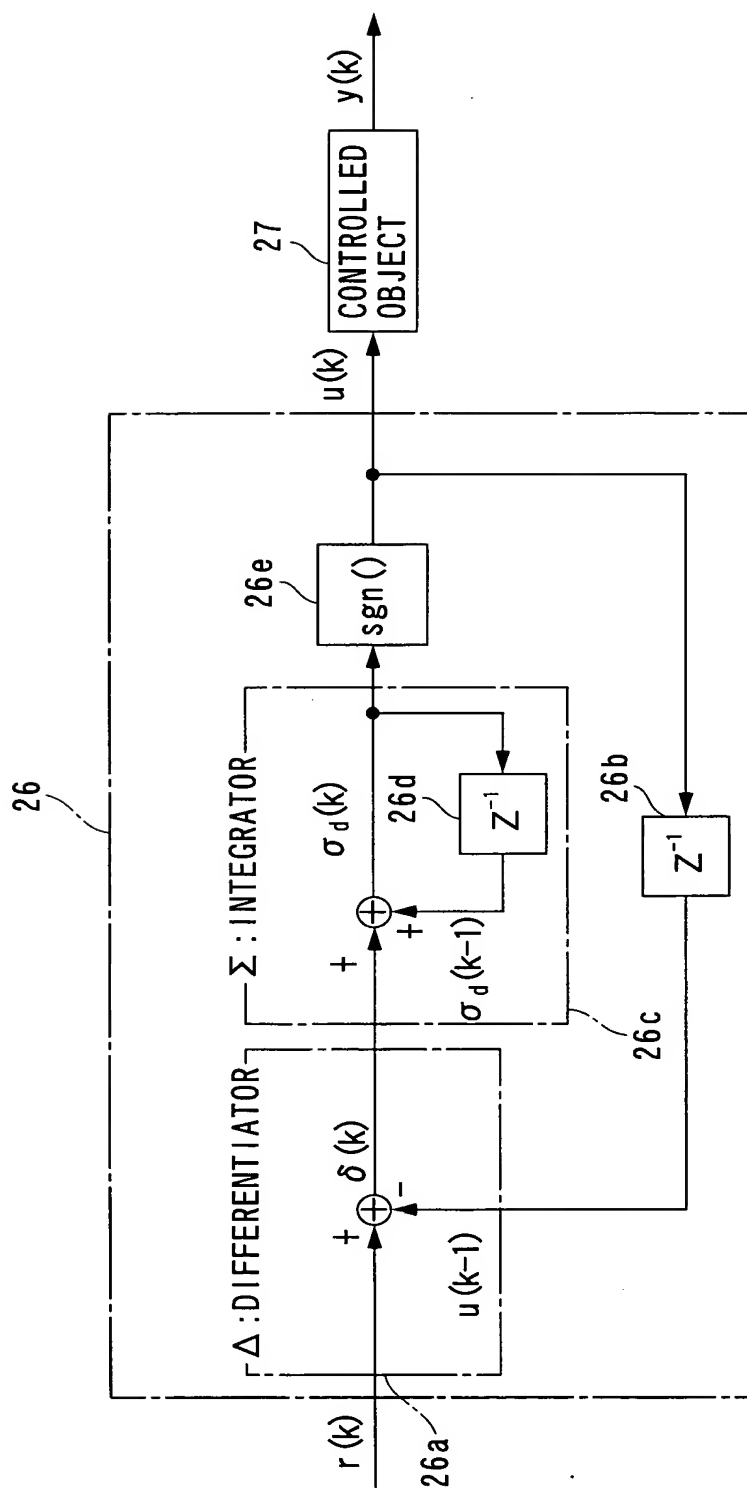 26
r(k)
26a
Δ:DIFFERENTIATOR
+
δ(k)
-
u(k-1)
Σ:INTEGRATOR
+
+
σd(k)
σd(k-1)
26d
Z⁻¹
26c
26e
sgn()
26b
Z⁻¹
u(k)
27
CONTROLLED
OBJECT
y(k)